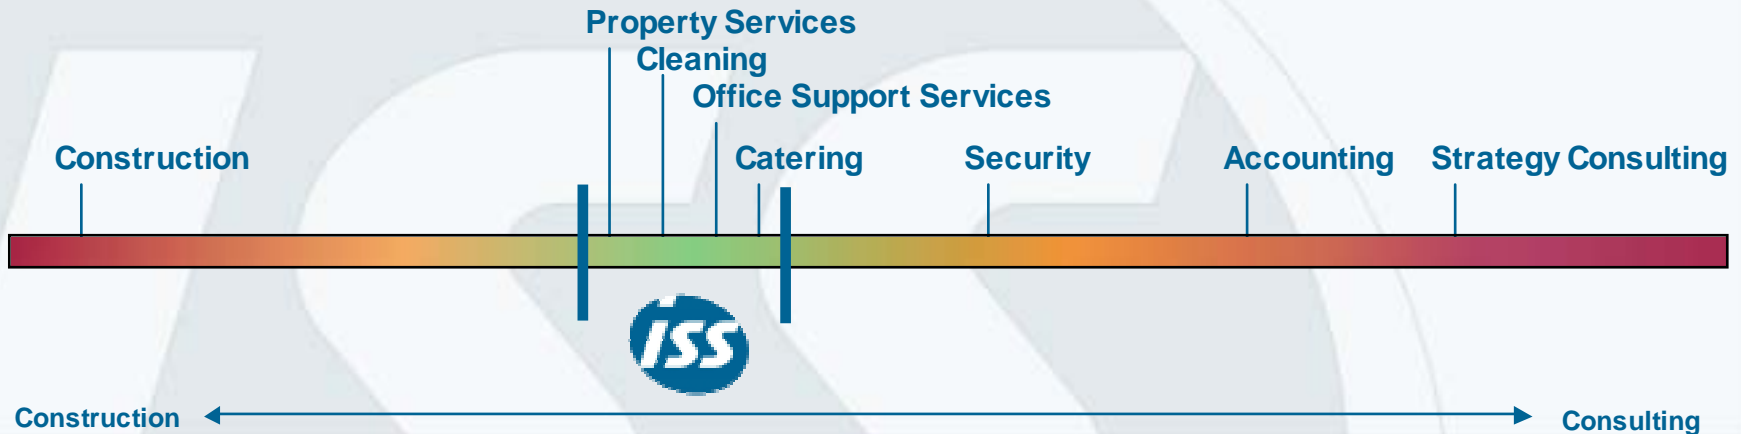 Property Services
Cleaning
Office Support Services
Construction
Catering
Security
Accounting
Strategy Consulting
ISS
Construction
Consulting